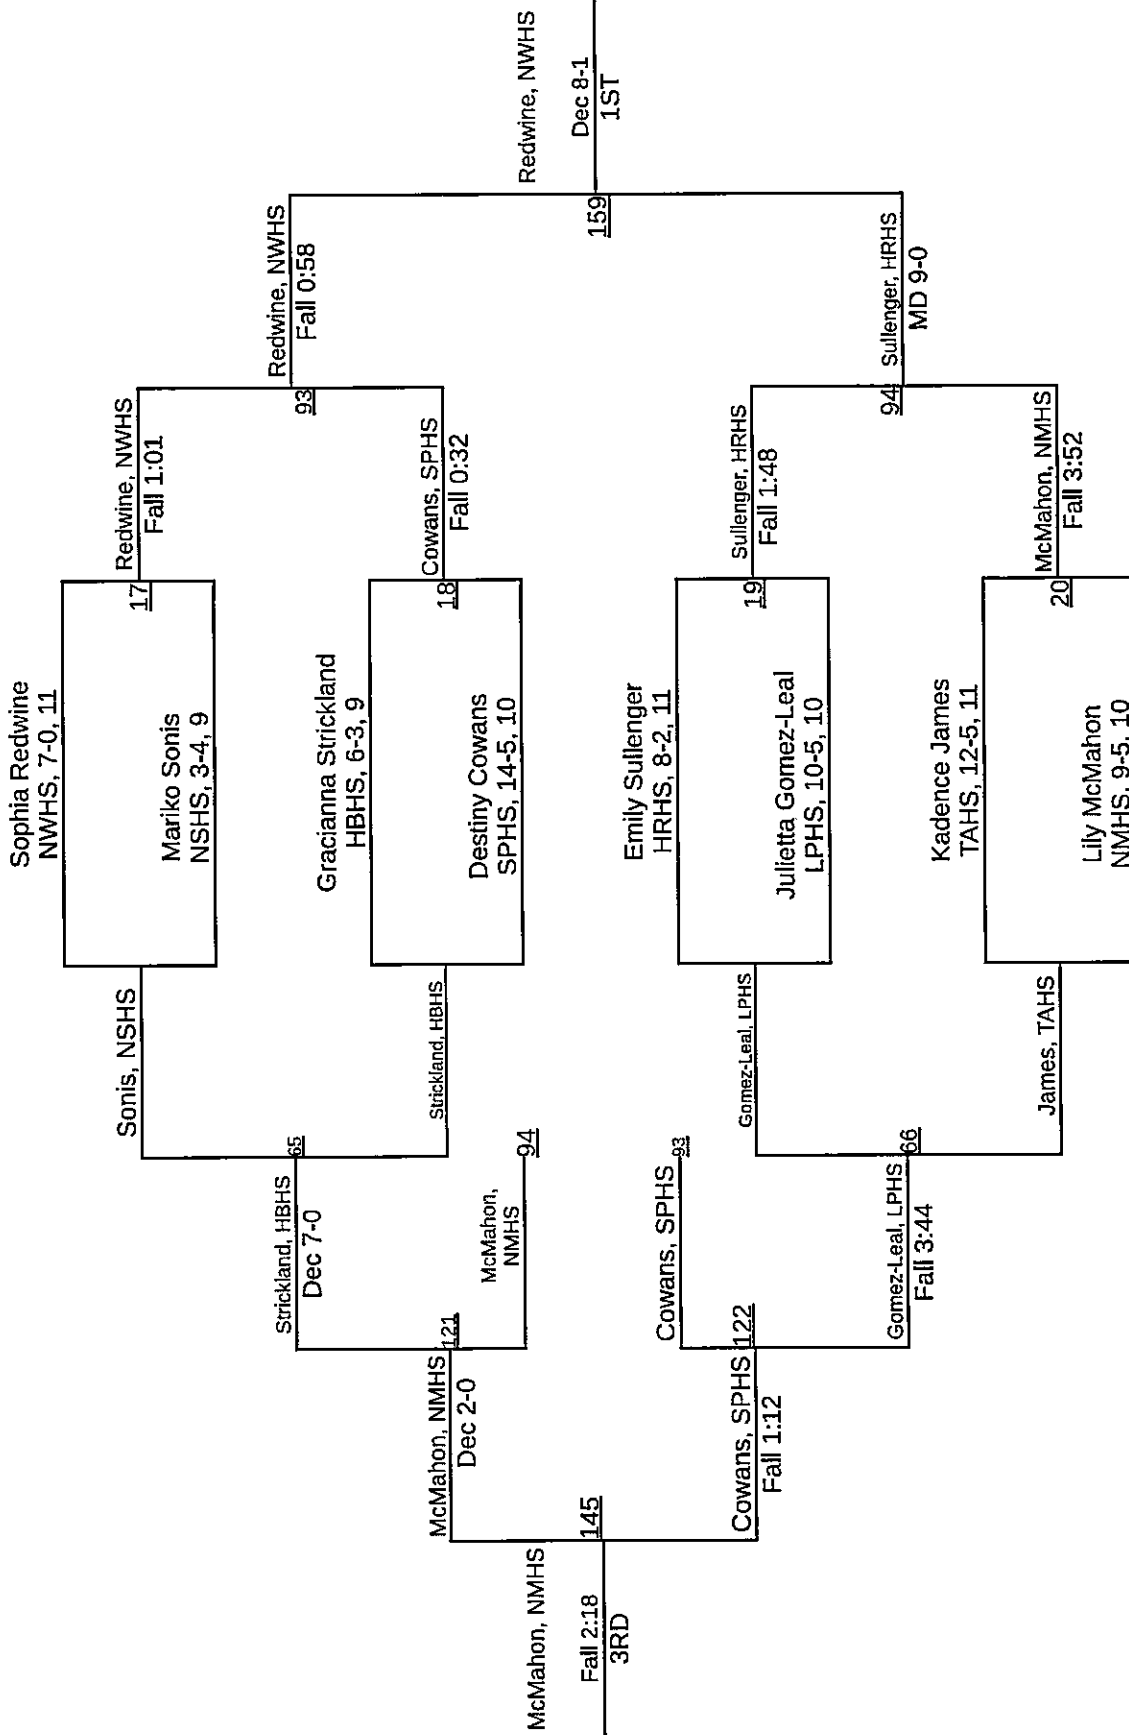 Sophia Redwine
NWHS, 7-0, 11
Mariko Sonis
NSHS, 3-4, 9
17
Gracianna Strickland
HBHS, 6-3, 9
Destiny Cowans
SPHS, 14-5, 10
18
Emily Sullenger
HRHS, 8-2, 11
Julietta Gomez-Leal
LPHS, 10-5, 10
19
Kadence James
TAHS, 12-5, 11
Lily McMahon
NMHS, 9-5, 10
20
Redwine, NWHS
Fall 1:01
Cowans, SPHS
Fall 0:32
93
Sullenger, HRHS
Fall 1:48
McMahon, NMHS
Fall 3:52
94
Redwine, NWHS
Fall 0:58
Sullenger, HRHS
MD 9-0
159
Redwine, NWHS
Dec 8-1
1ST
Sonis, NSHS
Strickland, HBHS
65
Gomez-Leal, LPHS
James, TAHS
66
Strickland, HBHS
Dec 7-0
McMahon,
NMHS
94
121
Cowans, SPHS
93
Gomez-Leal, LPHS
Fall 3:44
122
McMahon, NMHS
Dec 2-0
Cowans, SPHS
Fall 1:12
145
McMahon, NMHS
Fall 2:18
3RD